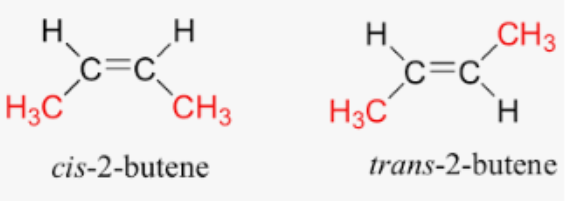 H H
C=C
H₃C CH₃
cis-2-butene
H CH₃
C=C
H₃C H
trans-2-butene